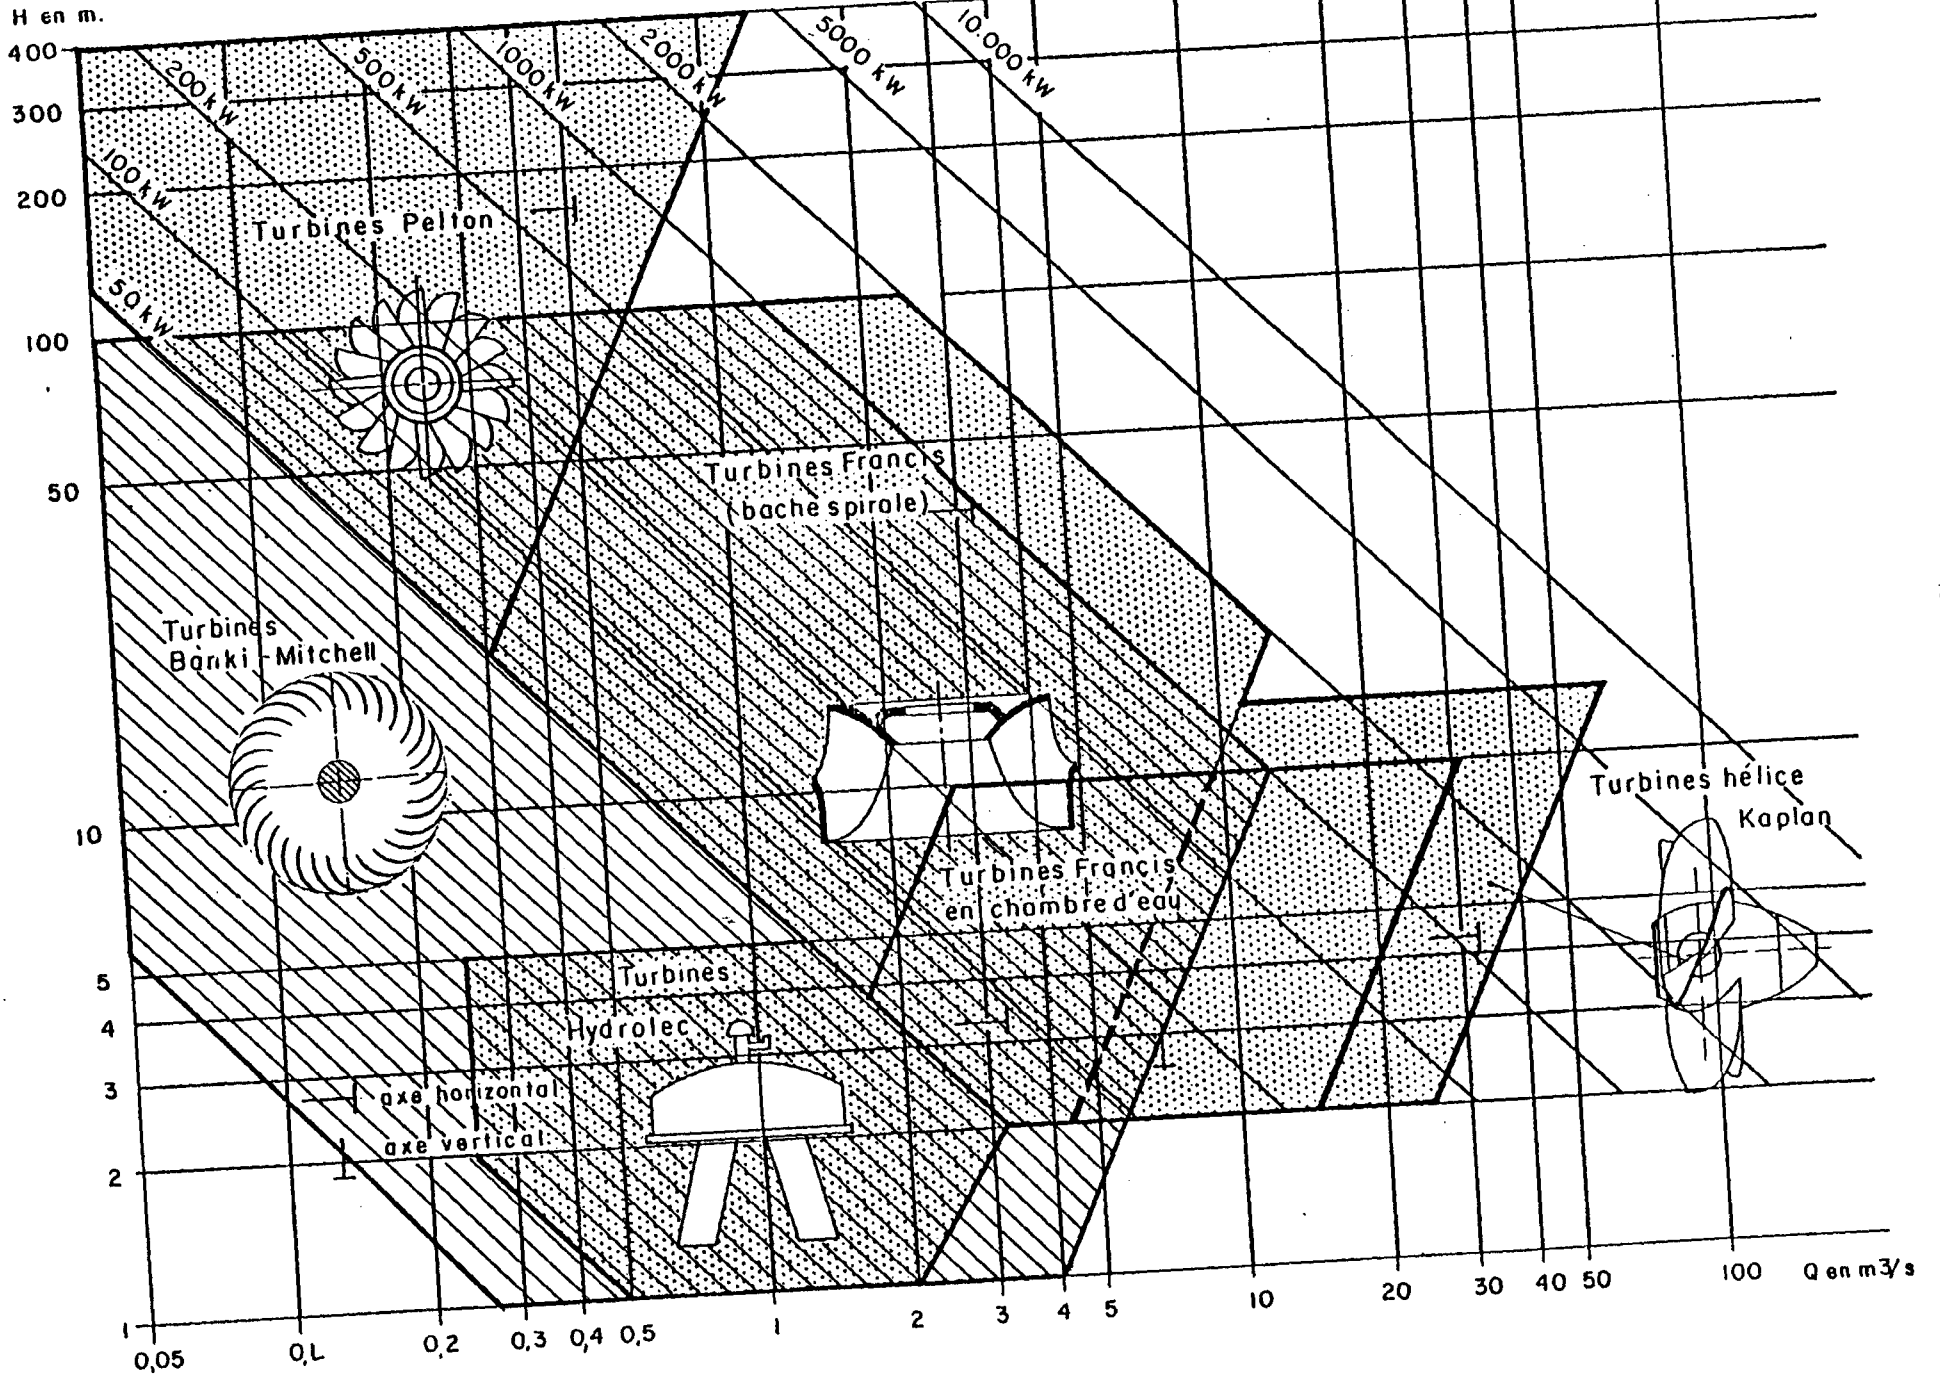 H en m.
400
300
200
100
50
10
5
4
3
2
1
200 kW
500 kW
1000 kW
2000 kW
5000 kW
10.000 kW
100 kW
50 kW
Turbines Pelton
Turbines Francis
(bache spirale)
Turbines
Banki-Mitchell
Turbines hélice
Kaplan
Turbines Francis
en chambre d'eau
Turbines
Hydrolec
axe horizontal
axe vertical
0,05
0,L
0,2
0,3
0,4
0,5
1
2
3
4
5
10
20
30
40
50
100
Q en m3/s